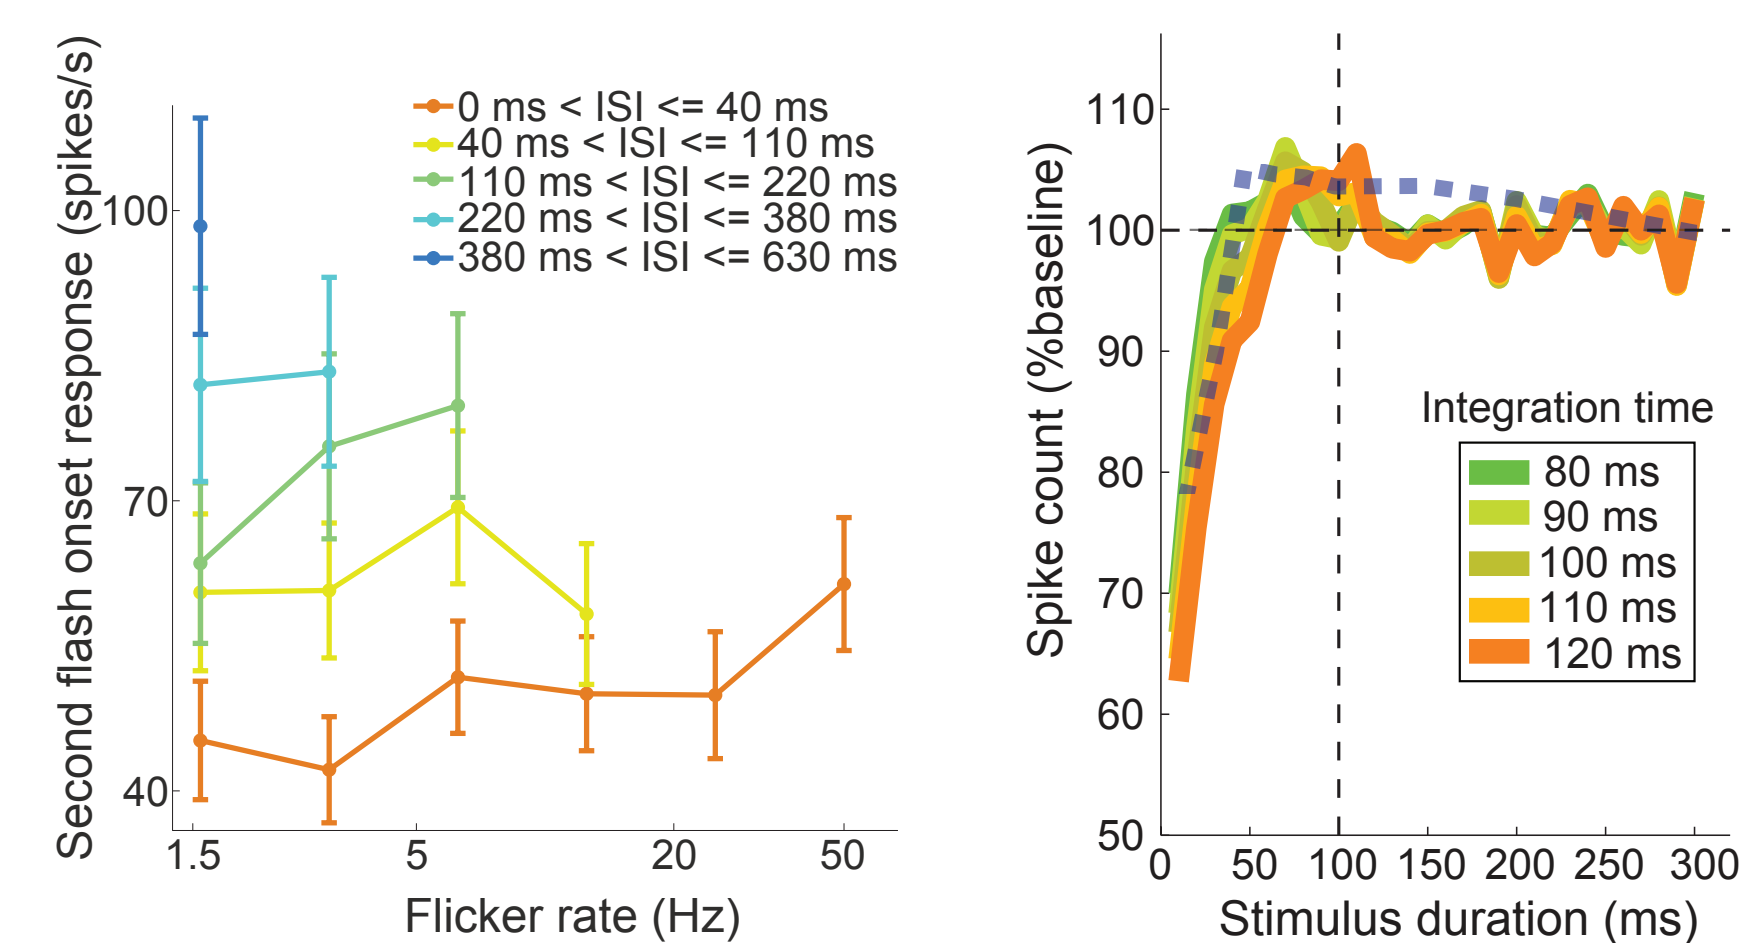 Second flash onset response (spikes/s)
100
70
40
0 ms < ISI <= 40 ms
40 ms < ISI <= 110 ms
110 ms < ISI <= 220 ms
220 ms < ISI <= 380 ms
380 ms < ISI <= 630 ms
1.5 5 20 50
Flicker rate (Hz)
Spike count (%baseline)
110
100
90
80
70
60
50
Integration time
80 ms
90 ms
100 ms
110 ms
120 ms
0 50 100 150 200 250 300
Stimulus duration (ms)